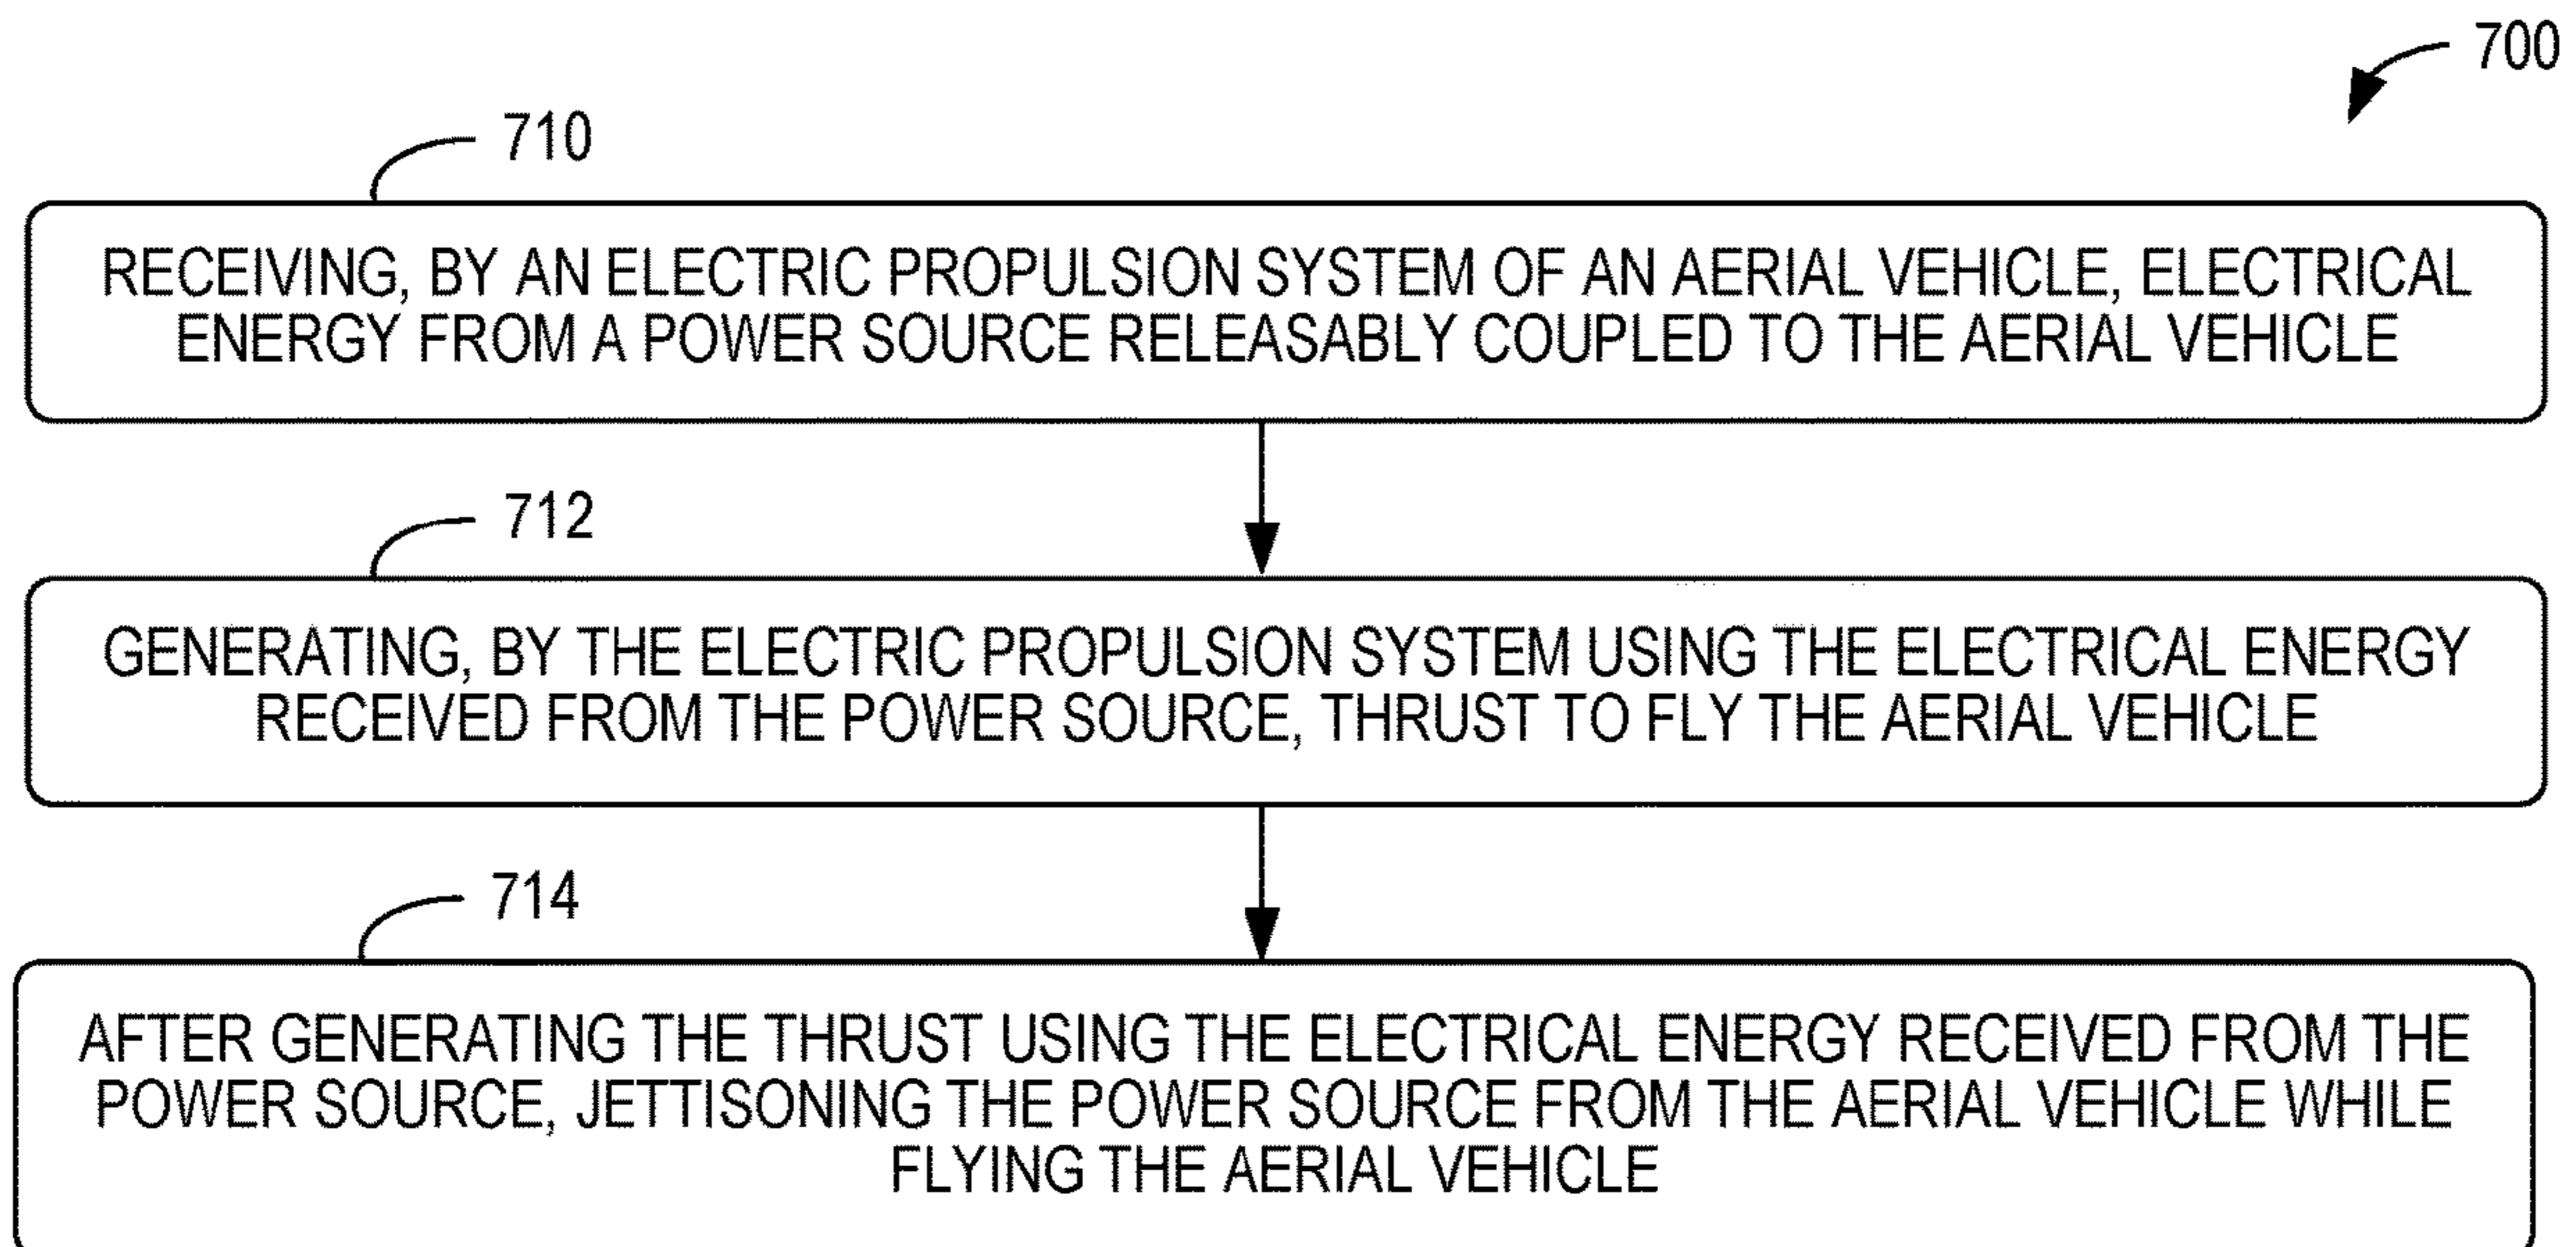 700
710
RECEIVING, BY AN ELECTRIC PROPULSION SYSTEM OF AN AERIAL VEHICLE, ELECTRICAL
ENERGY FROM A POWER SOURCE RELEASABLY COUPLED TO THE AERIAL VEHICLE
712
GENERATING, BY THE ELECTRIC PROPULSION SYSTEM USING THE ELECTRICAL ENERGY
RECEIVED FROM THE POWER SOURCE, THRUST TO FLY THE AERIAL VEHICLE
714
AFTER GENERATING THE THRUST USING THE ELECTRICAL ENERGY RECEIVED FROM THE
POWER SOURCE, JETTISONING THE POWER SOURCE FROM THE AERIAL VEHICLE WHILE
FLYING THE AERIAL VEHICLE